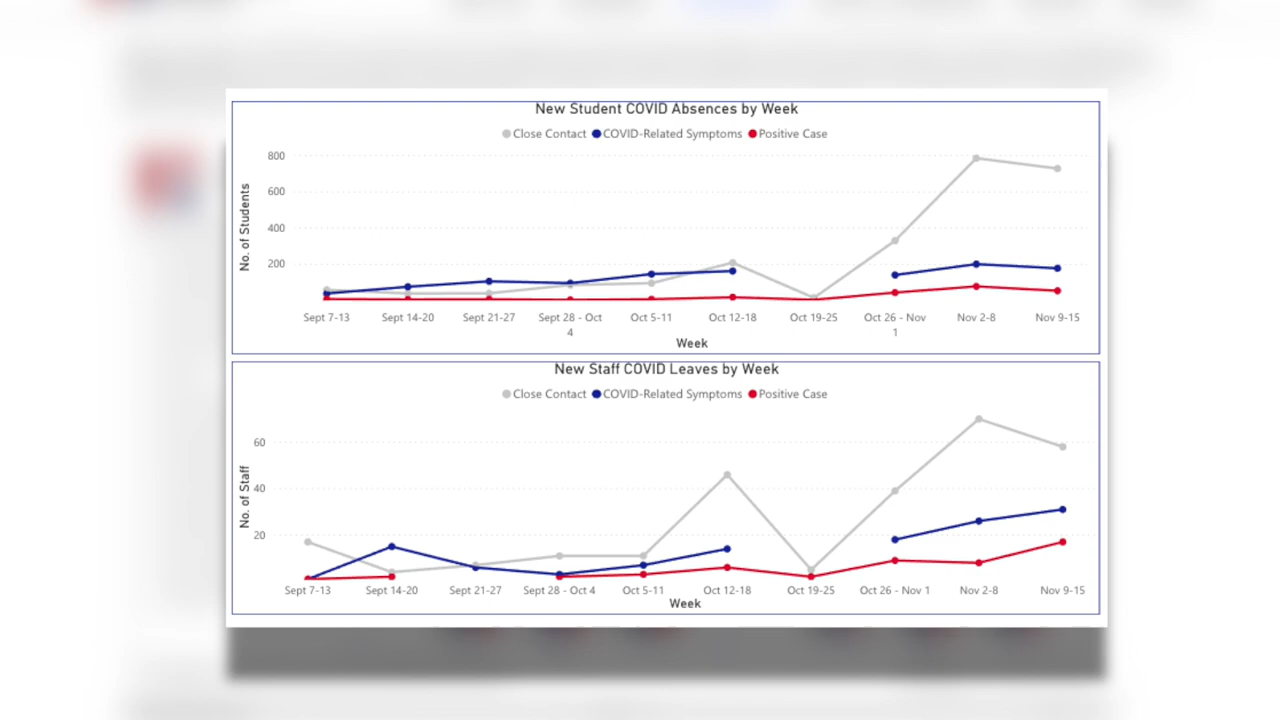 New Student COVID Absences by Week
Close Contact COVID-Related Symptoms Positive Case
No. of Students
800
600
400
200
Sept 7-13 Sept 14-20 Sept 21-27 Sept 28 - Oct 4 Oct 5-11 Oct 12-18 Oct 19-25 Oct 26 - Nov 1 Nov 2-8 Nov 9-15
Week
New Staff COVID Leaves by Week
Close Contact COVID-Related Symptoms Positive Case
No. of Staff
60
40
20
Sept 7-13 Sept 14-20 Sept 21-27 Sept 28 - Oct 4 Oct 5-11 Oct 12-18 Oct 19-25 Oct 26 - Nov 1 Nov 2-8 Nov 9-15
Week